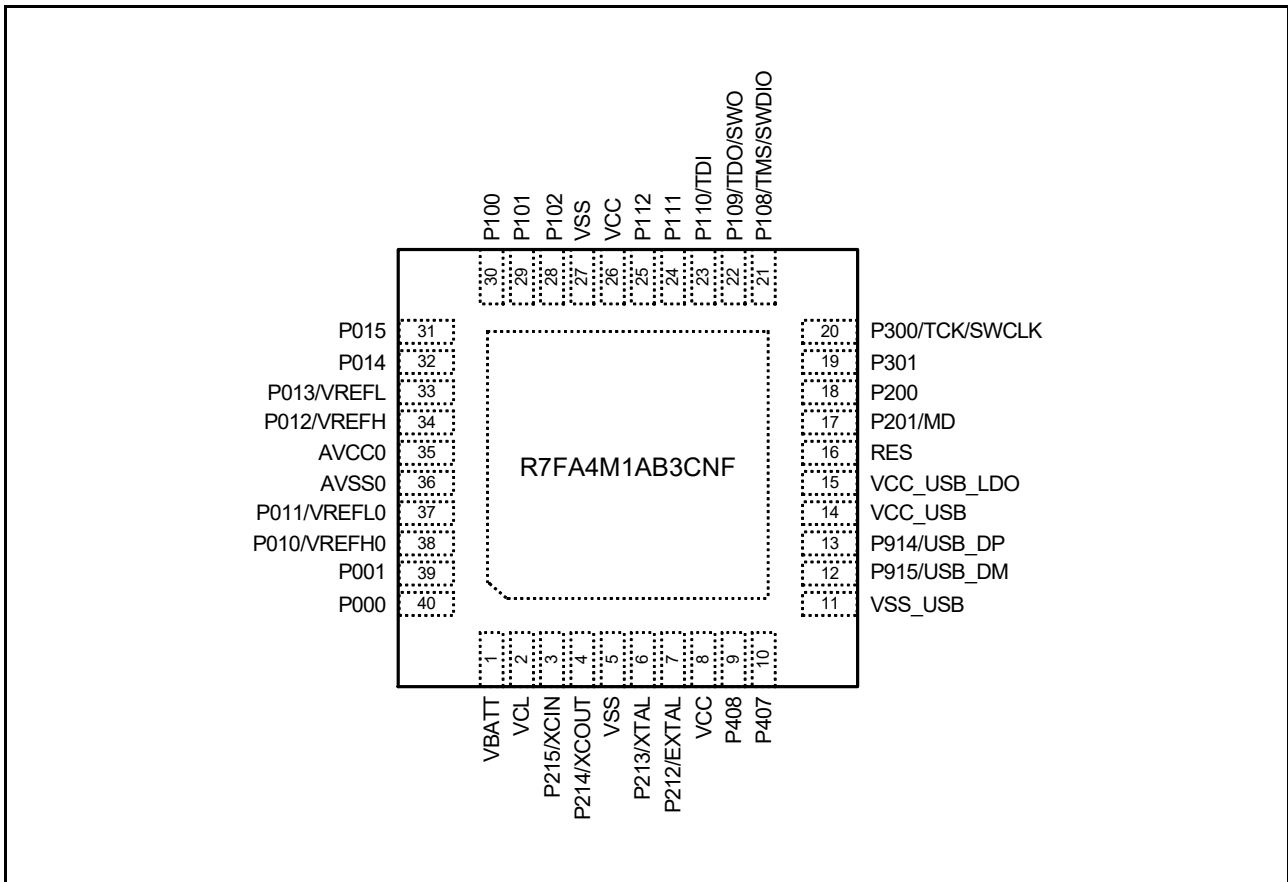 P100
P101
P102
VSS
VCC
P112
P111
P110/TDI
P109/TDO/SWO
P108/TMS/SWDIO
30
29
28
27
26
25
24
23
22
21
P015 31
P014 32
P013/VREFL 33
P012/VREFH 34
AVCC0 35
AVSS0 36
P011/VREFL0 37
P010/VREFH0 38
P001 39
P000 40
R7FA4M1AB3CNF
20 P300/TCK/SWCLK
19 P301
18 P200
17 P201/MD
16 RES
15 VCC_USB_LDO
14 VCC_USB
13 P914/USB_DP
12 P915/USB_DM
11 VSS_USB
1
2
3
4
5
6
7
8
9
10
VBATT
VCL
P215/XCIN
P214/XCOUT
VSS
P213/XTAL
P212/EXTAL
VCC
P408
P407